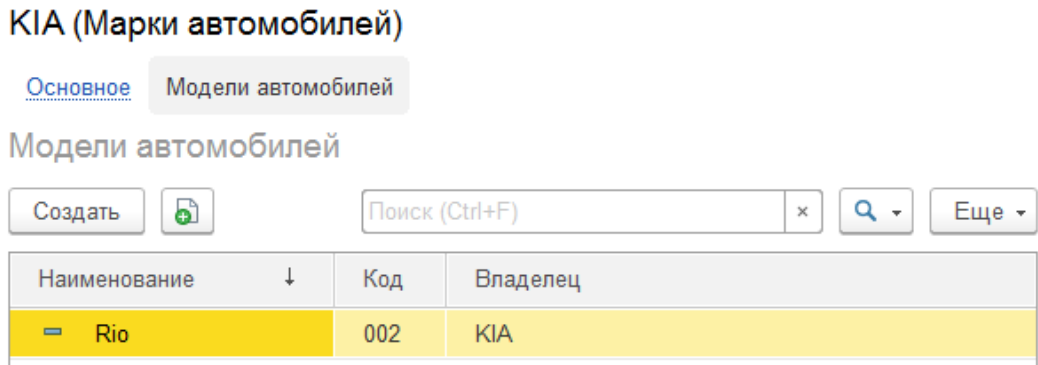 KIA (Марки автомобилей)
Основное Модели автомобилей
Модели автомобилей
Создать Поиск (Ctrl+F) × Еще
Наименование ↓ Код Владелец
Rio 002 KIA